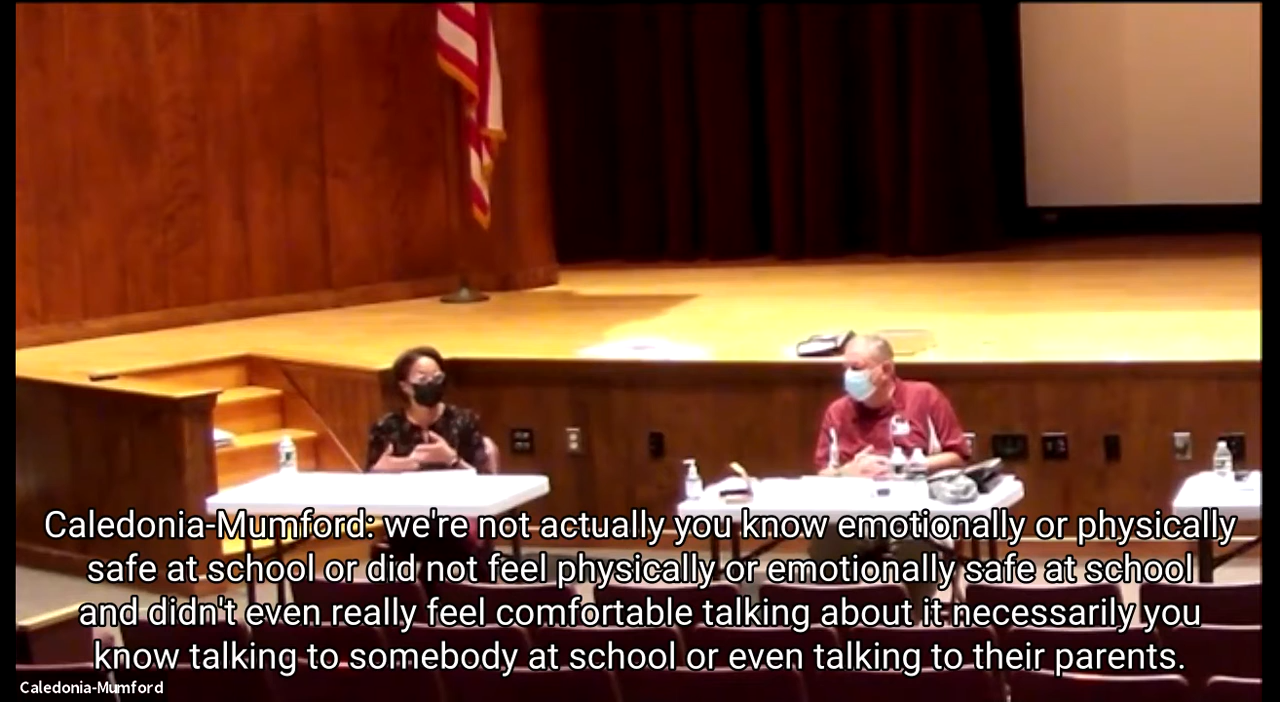 Caledonia-Mumford: we're not actually you know emotionally or physically
safe at school or did not feel physically or emotionally safe at school
and didn't even really feel comfortable talking about it necessarily you
know talking to somebody at school or even talking to their parents.
Caledonia-Mumford